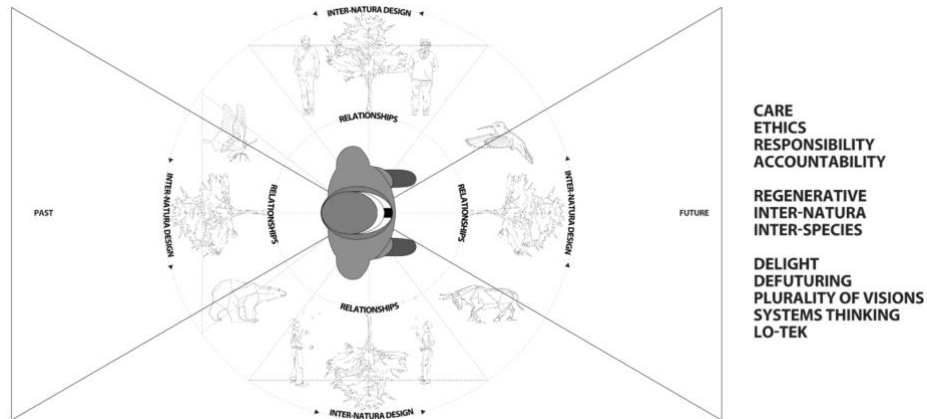 INTER-NATURA DESIGN
RELATIONSHIPS
PAST
INTER-NATURA DESIGN
RELATIONSHIPS
RELATIONSHIPS
INTER-NATURA DESIGN
FUTURE
RELATIONSHIPS
INTER-NATURA DESIGN
CARE
ETHICS
RESPONSIBILITY
ACCOUNTABILITY
REGENERATIVE
INTER-NATURA
INTER-SPECIES
DELIGHT
DEFUTURING
PLURALITY OF VISIONS
SYSTEMS THINKING
LO-TEK